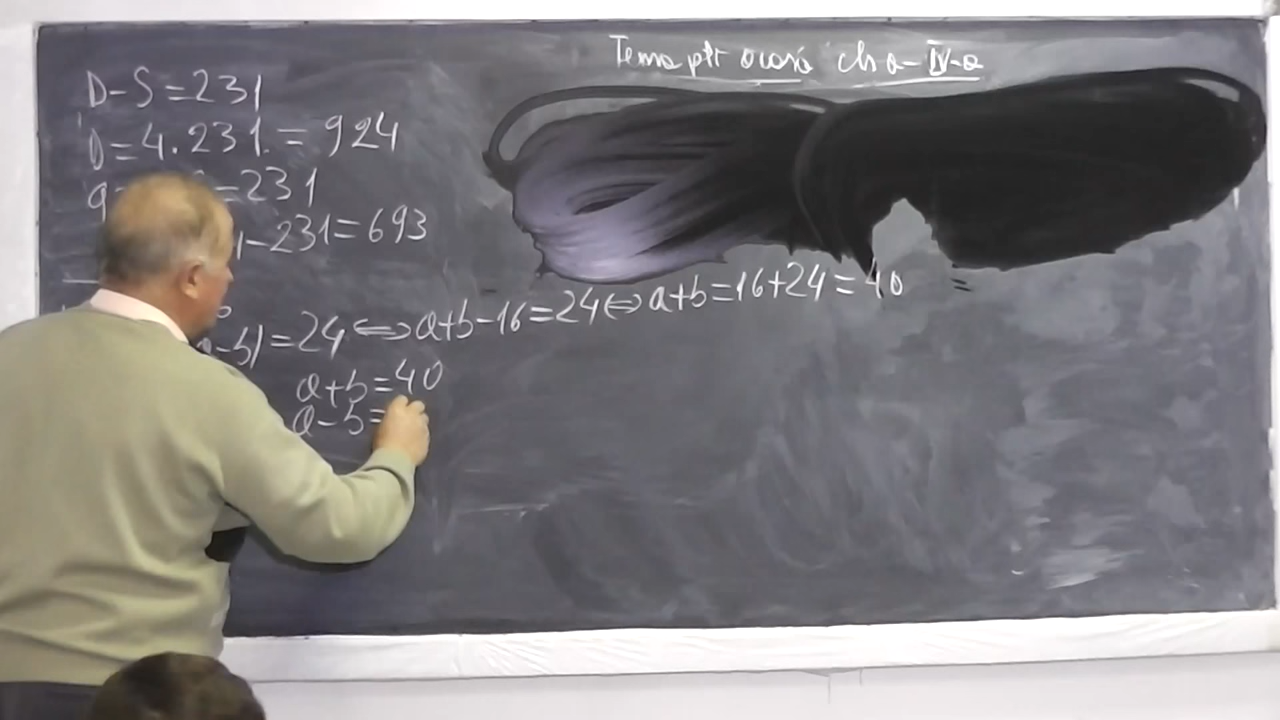 Tema ptr acasă cls a-IV-a
D-S=231
D=4.231.=924
=231
-231=693
-b)=24⟺a+b-16=24⟺a+b=16+24=40
=
a+b=40
a-b=